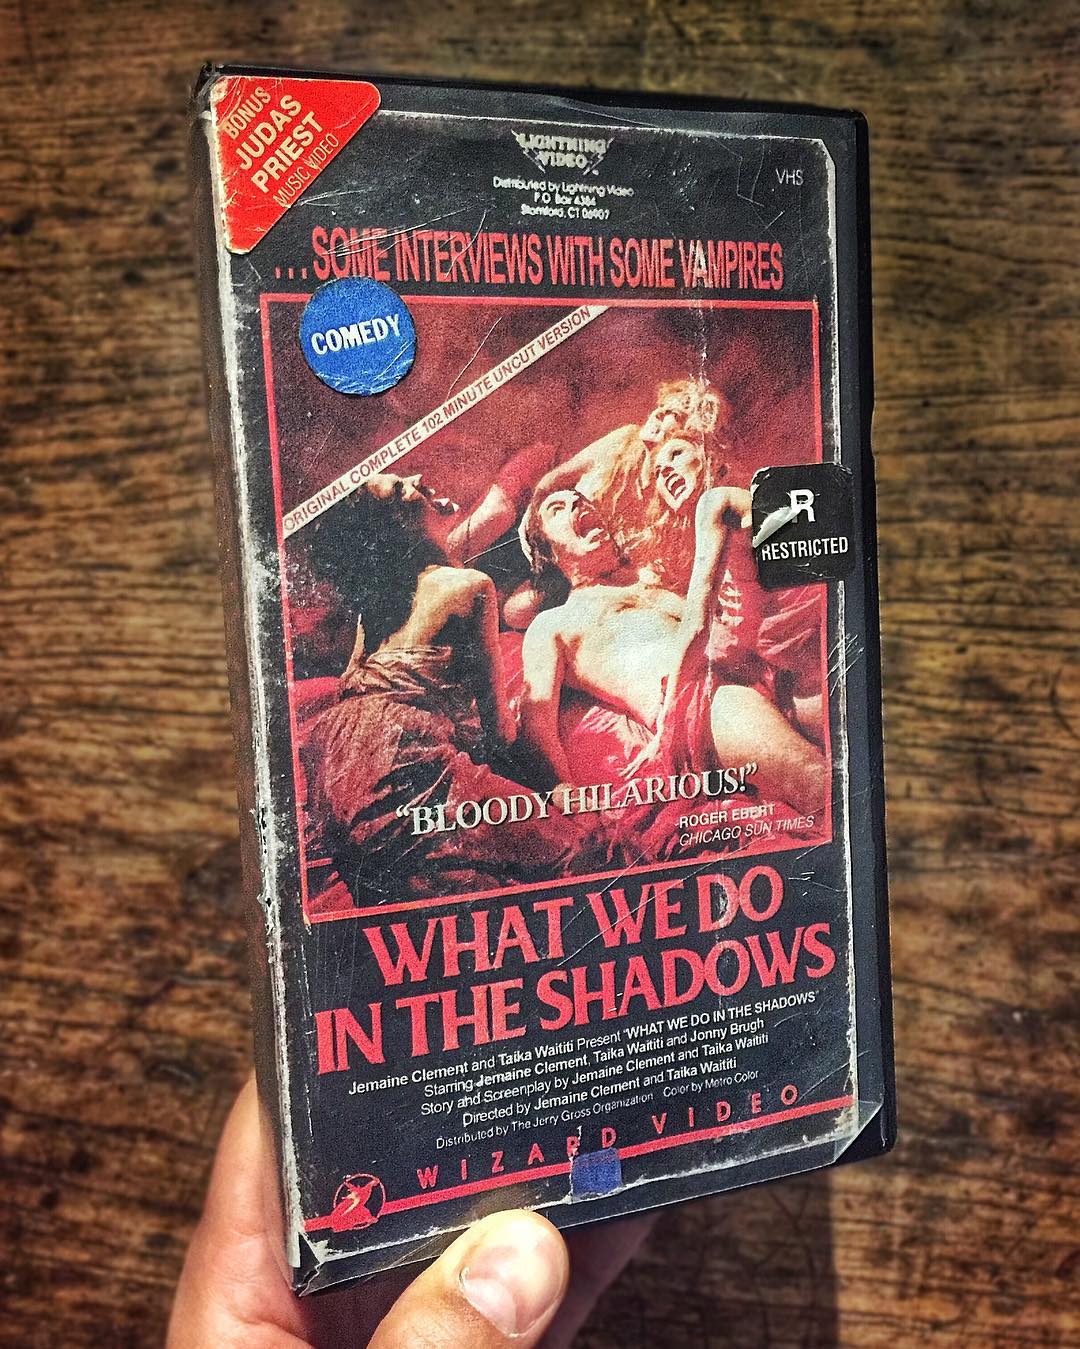 BONUS
JUDAS
PRIEST
MUSIC VIDEO
LIGHTNING
VIDEO
Distributed by Lightning Video
P.O. Box 4384
Stamford, CT 06907
VHS
...SOME INTERVIEWS WITH SOME VAMPIRES
COMEDY
ORIGINAL COMPLETE 102 MINUTE UNCUT VERSION
R
RESTRICTED
“BLOODY HILARIOUS!”
-ROGER EBERT
CHICAGO SUN TIMES
WHAT WE DO
IN THE SHADOWS
Jemaine Clement and Taika Waititi Present "WHAT WE DO IN THE SHADOWS"
Starring Jemaine Clement, Taika Waititi and Jonny Brugh
Story and Screenplay by Jemaine Clement and Taika Waititi
Directed by Jemaine Clement and Taika Waititi
Distributed by The Jerry Gross Organization Color by Metro Color
WIZARD VIDEO